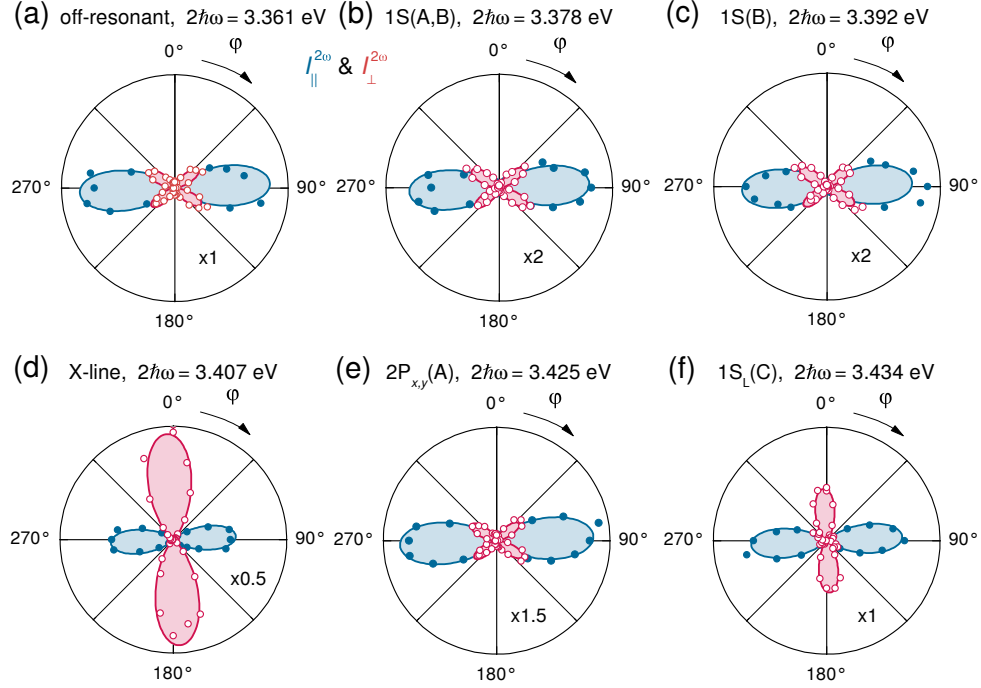 (a) off-resonant, 2ħω = 3.361 eV
0°
φ
270°
90°
x1
180°
I∥^2ω & I⊥^2ω
(b) 1S(A,B), 2ħω = 3.378 eV
0°
φ
270°
90°
x2
180°
(c) 1S(B), 2ħω = 3.392 eV
0°
φ
270°
90°
x2
180°
(d) X-line, 2ħω = 3.407 eV
0°
φ
270°
90°
x0.5
180°
(e) 2P_x,y(A), 2ħω = 3.425 eV
0°
φ
270°
90°
x1.5
180°
(f) 1S_L(C), 2ħω = 3.434 eV
0°
φ
270°
90°
x1
180°